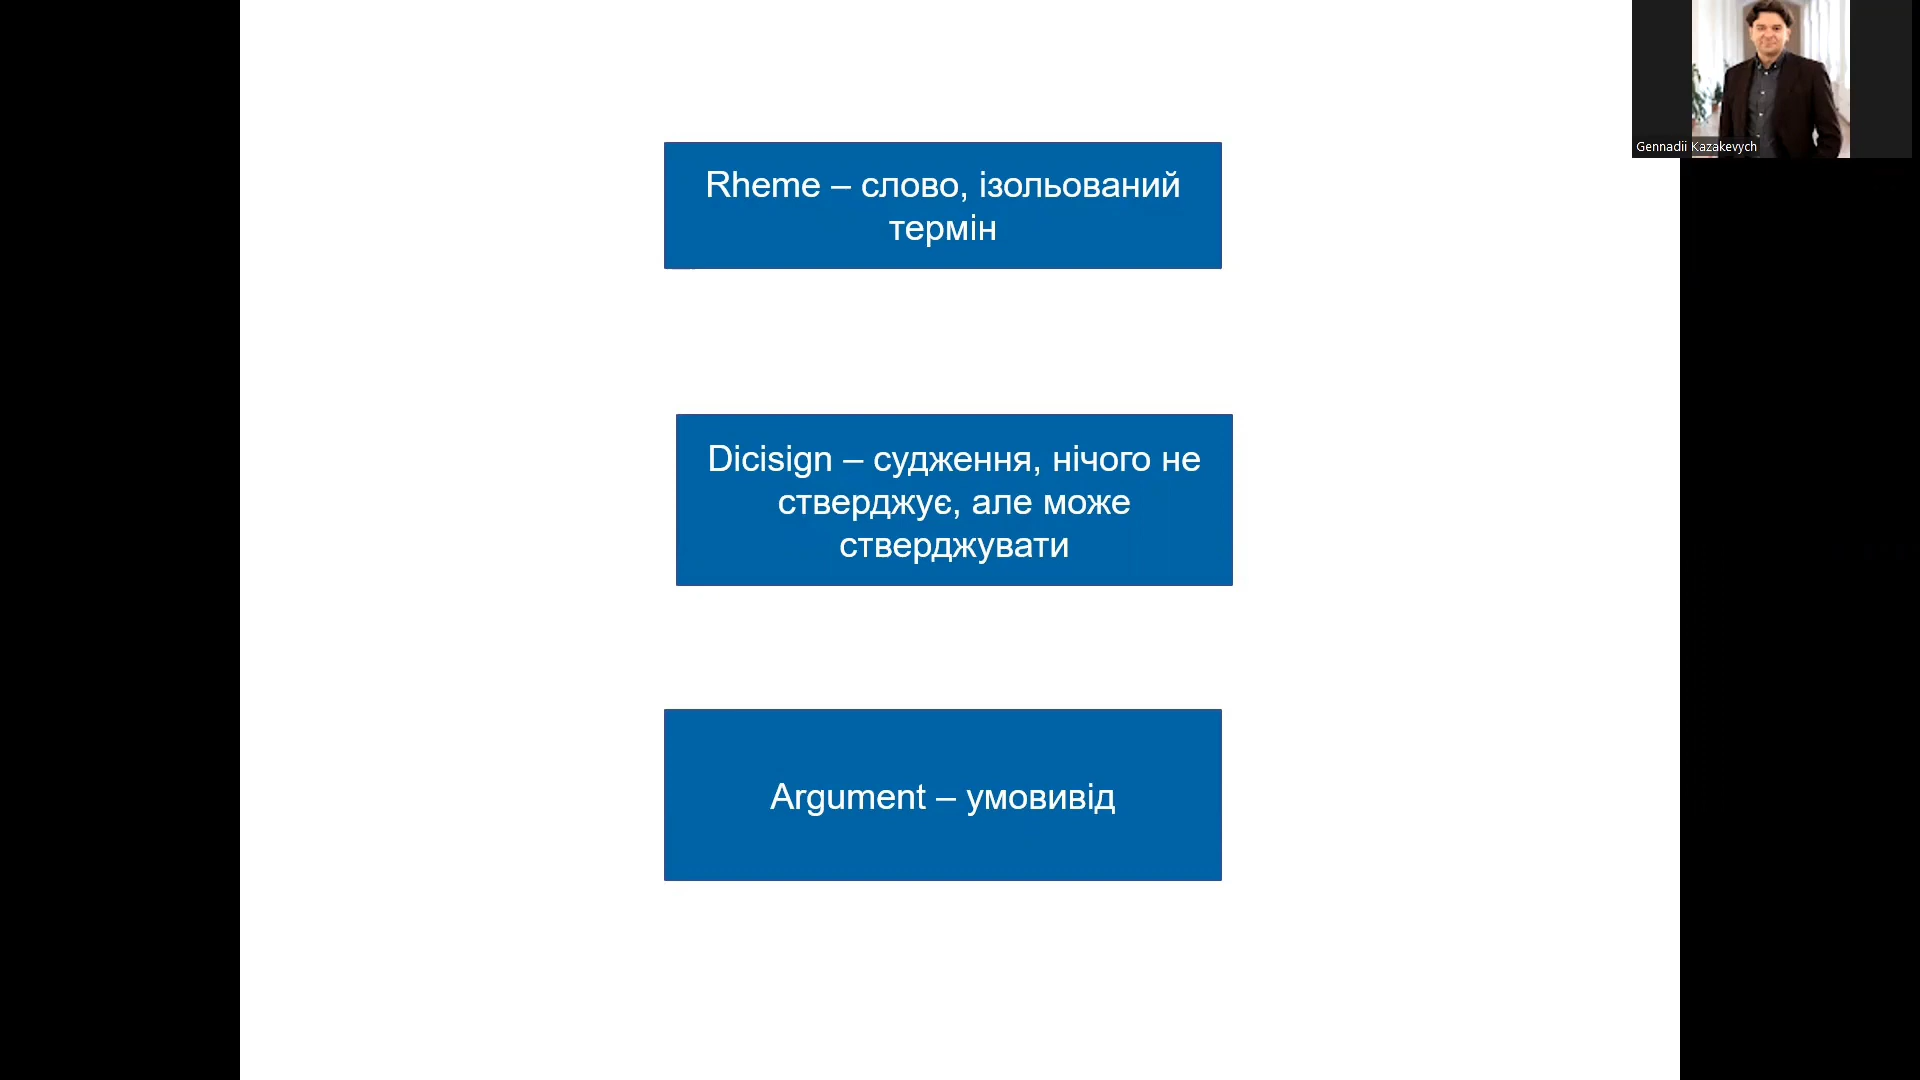 Gennadii Kazakevych
Rheme – слово, ізольований
термін
Dicisign – судження, нічого не
стверджує, але може
стверджувати
Argument – умовивід